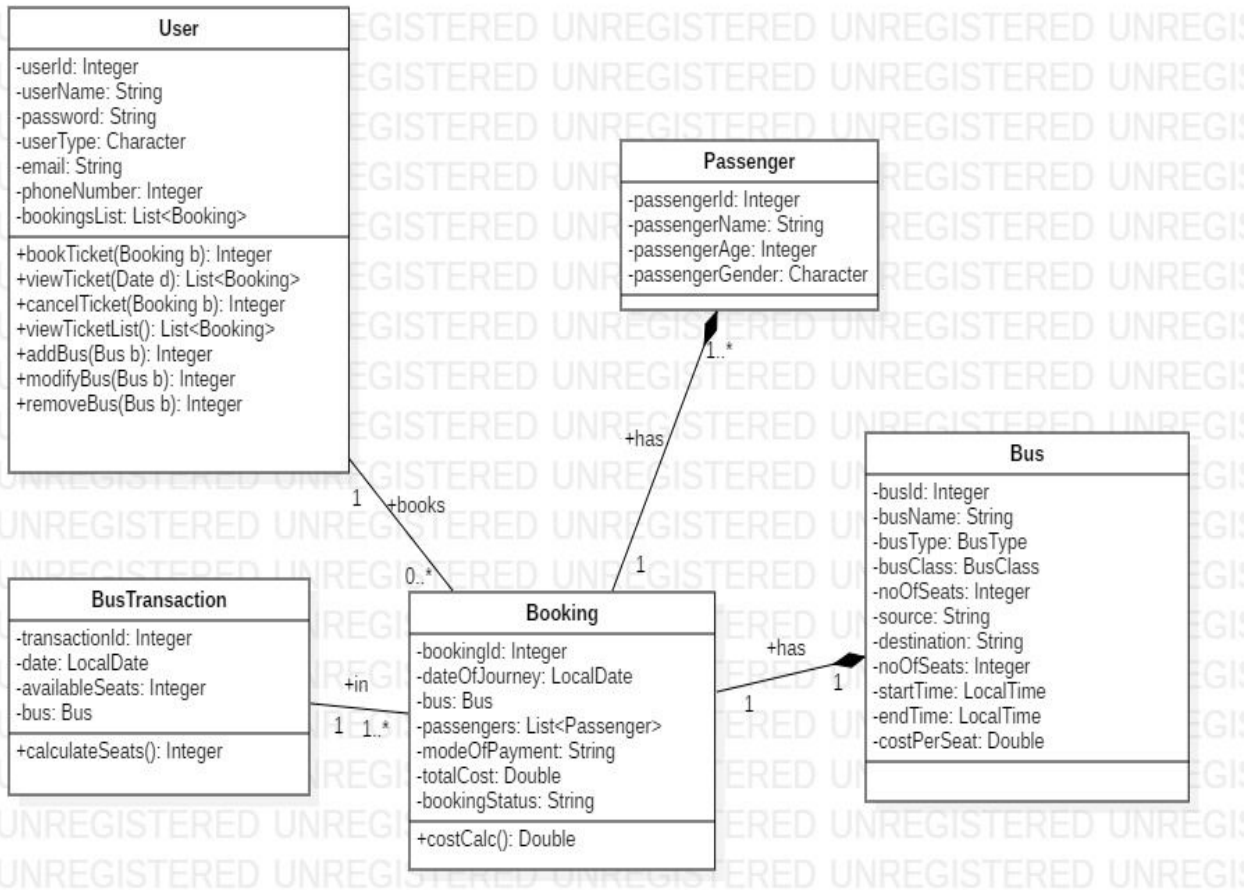 User
-userId: Integer
-userName: String
-password: String
-userType: Character
-email: String
-phoneNumber: Integer
-bookingsList: List<Booking>
+bookTicket(Booking b): Integer
+viewTicket(Date d): List<Booking>
+cancelTicket(Booking b): Integer
+viewTicketList(): List<Booking>
+addBus(Bus b): Integer
+modifyBus(Bus b): Integer
+removeBus(Bus b): Integer
Passenger
-passengerId: Integer
-passengerName: String
-passengerAge: Integer
-passengerGender: Character
1..*
+has
1
1
+books
0..*
BusTransaction
-transactionId: Integer
-date: LocalDate
-availableSeats: Integer
-bus: Bus
+calculateSeats(): Integer
+in
1
1..*
Booking
-bookingId: Integer
-dateOfJourney: LocalDate
-bus: Bus
-passengers: List<Passenger>
-modeOfPayment: String
-totalCost: Double
-bookingStatus: String
+costCalc(): Double
+has
1
1
Bus
-busId: Integer
-busName: String
-busType: BusType
-busClass: BusClass
-noOfSeats: Integer
-source: String
-destination: String
-noOfSeats: Integer
-startTime: LocalTime
-endTime: LocalTime
-costPerSeat: Double
UNREGISTERED